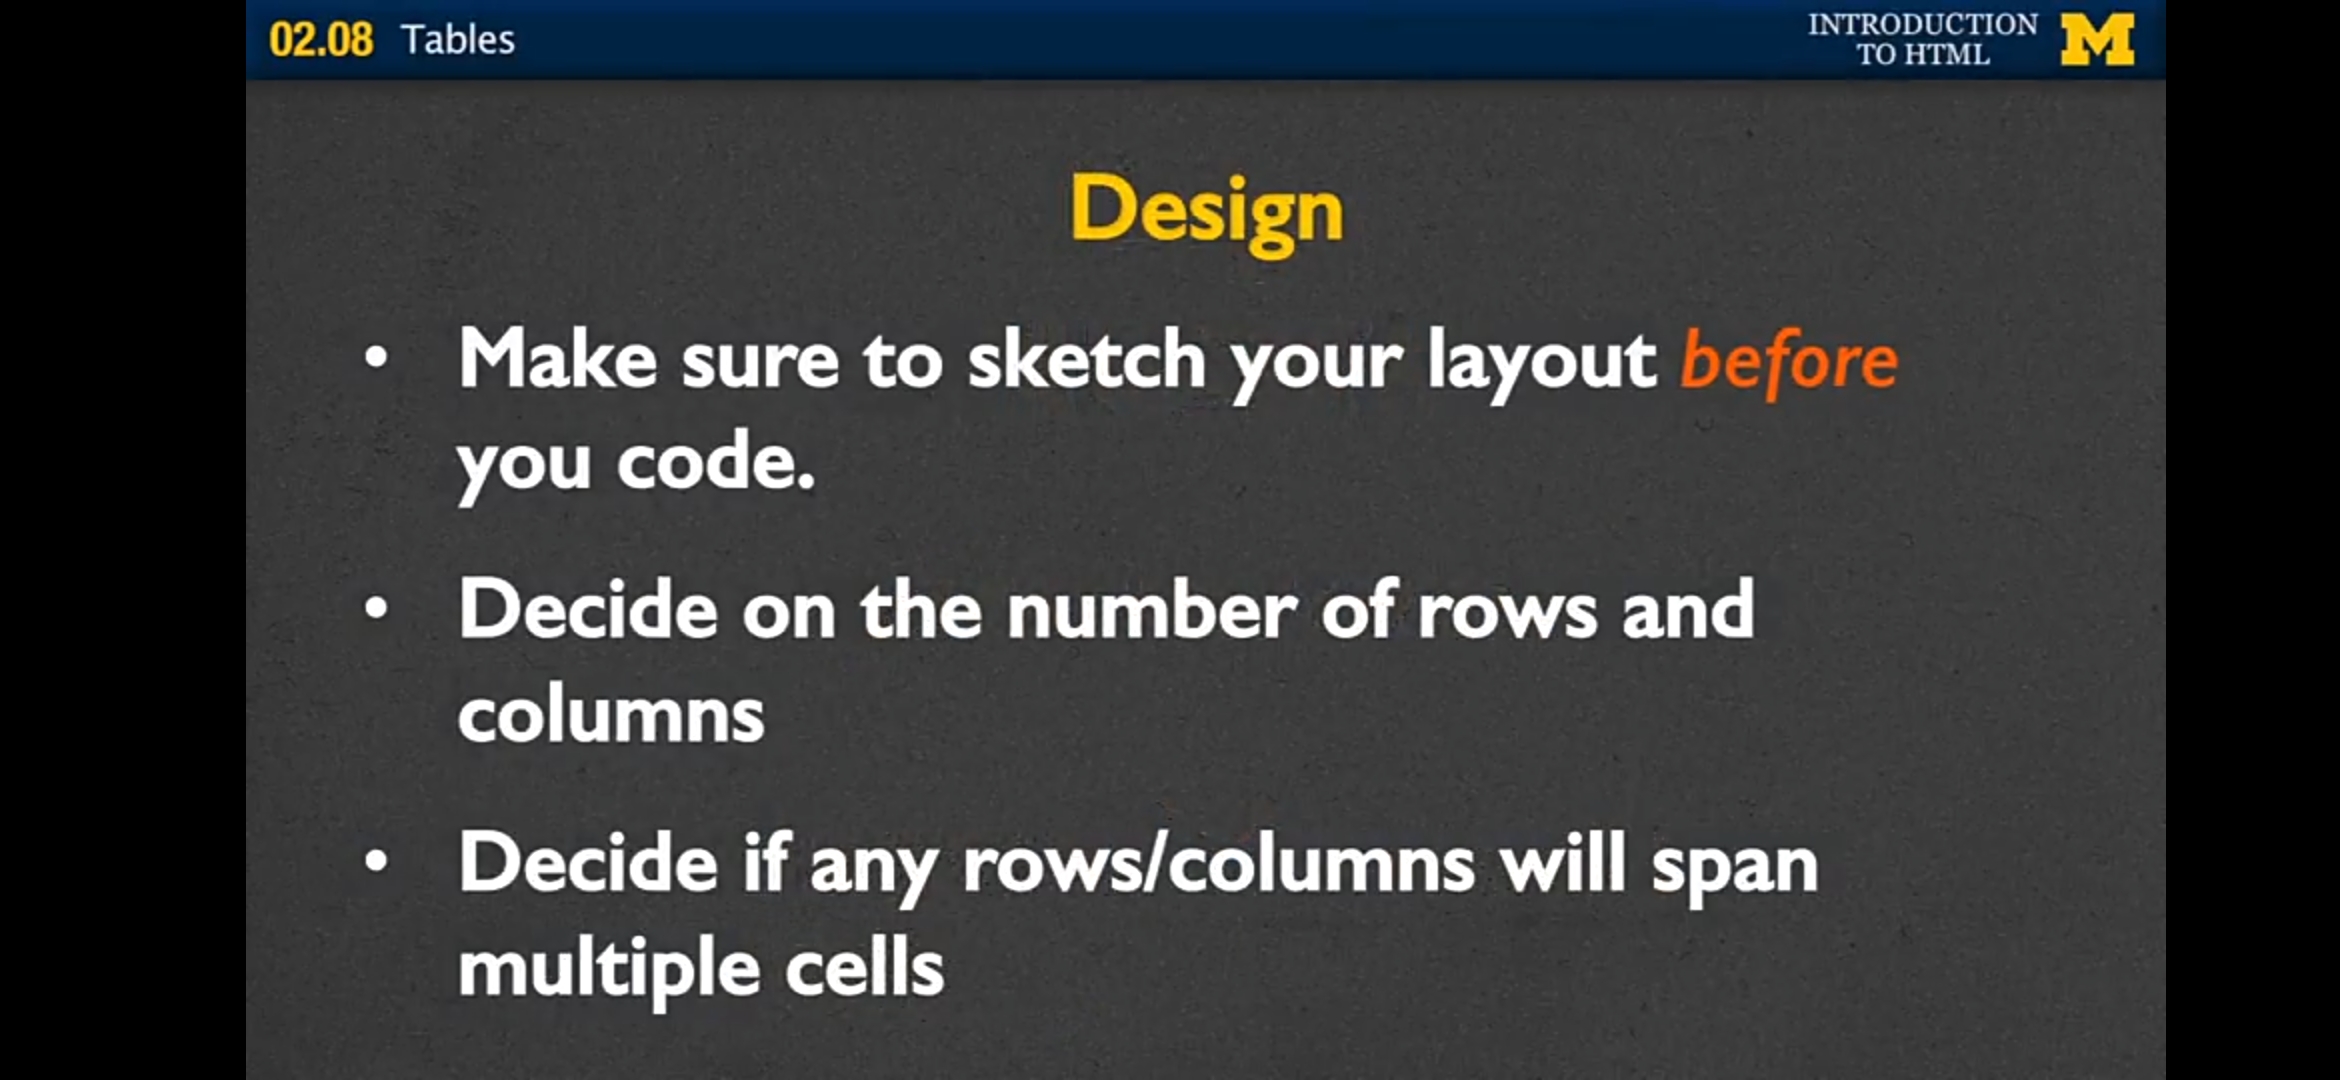 02.08 Tables
INTRODUCTION
TO HTML
M
Design
• Make sure to sketch your layout before
you code.
• Decide on the number of rows and
columns
• Decide if any rows/columns will span
multiple cells